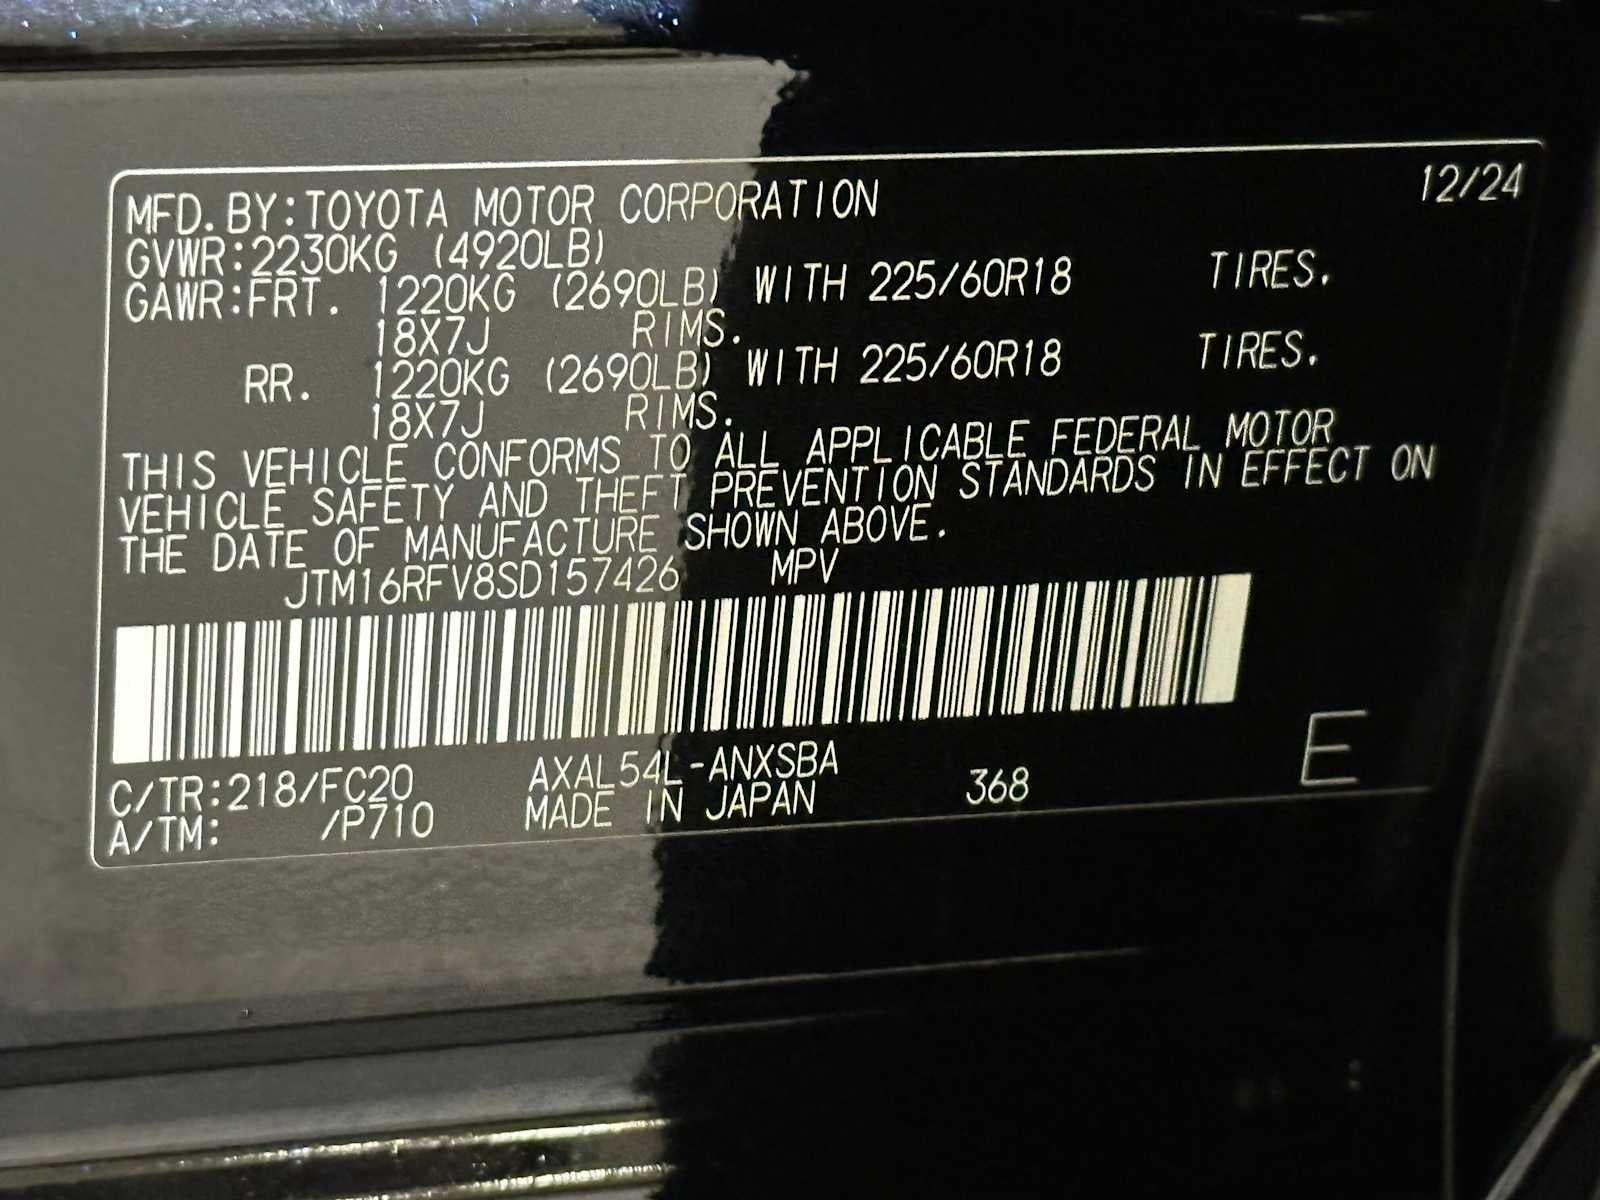 12/24
MFD.BY:TOYOTA MOTOR CORPORATION
GVWR:2230KG (4920LB)
GAWR:FRT. 1220KG (2690LB) WITH 225/60R18 TIRES.
18X7J RIMS.
RR. 1220KG (2690LB) WITH 225/60R18 TIRES.
18X7J RIMS.
THIS VEHICLE CONFORMS TO ALL APPLICABLE FEDERAL MOTOR
VEHICLE SAFETY AND THEFT PREVENTION STANDARDS IN EFFECT ON
THE DATE OF MANUFACTURE SHOWN ABOVE.
JTM16RFV8SD157426 MPV
C/TR:218/FC20 AXAL54L-ANXSBA
A/TM: /P710 MADE IN JAPAN 368
E